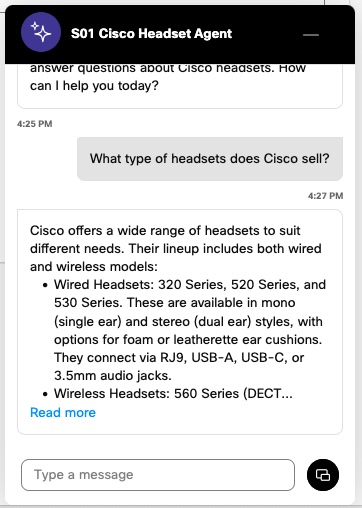 S01 Cisco Headset Agent
answer questions about Cisco headsets. How
can I help you today?
4:25 PM
What type of headsets does Cisco sell?
4:27 PM
Cisco offers a wide range of headsets to suit
different needs. Their lineup includes both wired
and wireless models:
• Wired Headsets: 320 Series, 520 Series, and
530 Series. These are available in mono
(single ear) and stereo (dual ear) styles, with
options for foam or leatherette ear cushions.
They connect via RJ9, USB-A, USB-C, or
3.5mm audio jacks.
• Wireless Headsets: 560 Series (DECT...
Read more
Type a message